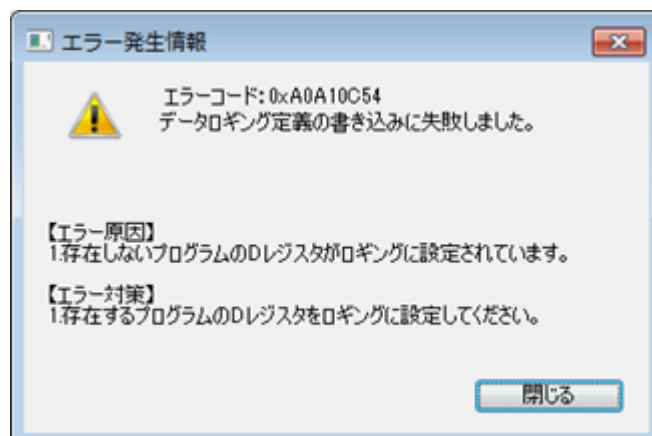 エラー発生情報
エラーコード:0xA0A10C54
データロギング定義の書き込みに失敗しました。
【エラー原因】
1.存在しないプログラムのDレジスタがロギングに設定されています。
【エラー対策】
1.存在するプログラムのDレジスタをロギングに設定してください。
閉じる